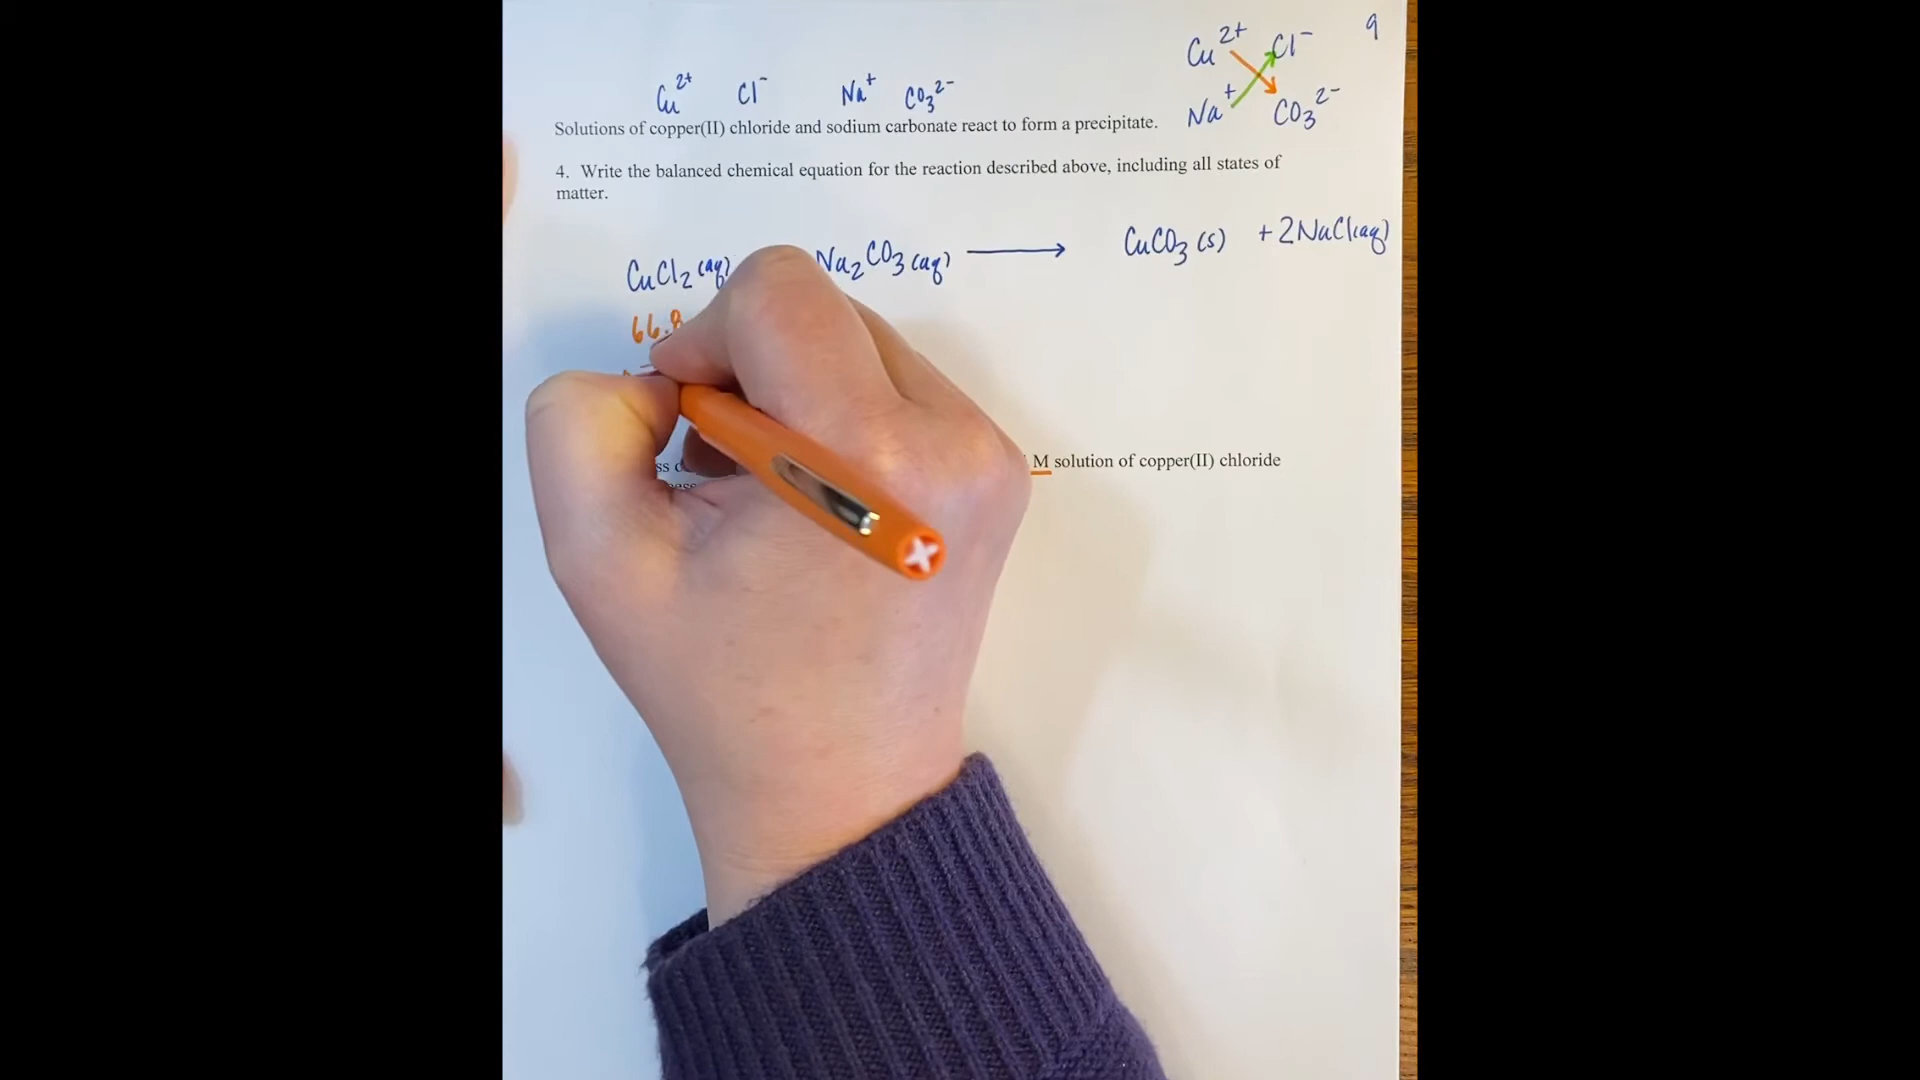 9
Cu²⁺ Cl⁻
Cu²⁺ Cl⁻ Na⁺ CO₃²⁻
Na⁺ CO₃²⁻
Solutions of copper(II) chloride and sodium carbonate react to form a precipitate.
4. Write the balanced chemical equation for the reaction described above, including all states of
matter.
CuCl₂ (aq) Na₂CO₃ (aq) ⟶ CuCO₃ (s) + 2NaCl(aq)
66.8
M solution of copper(II) chloride